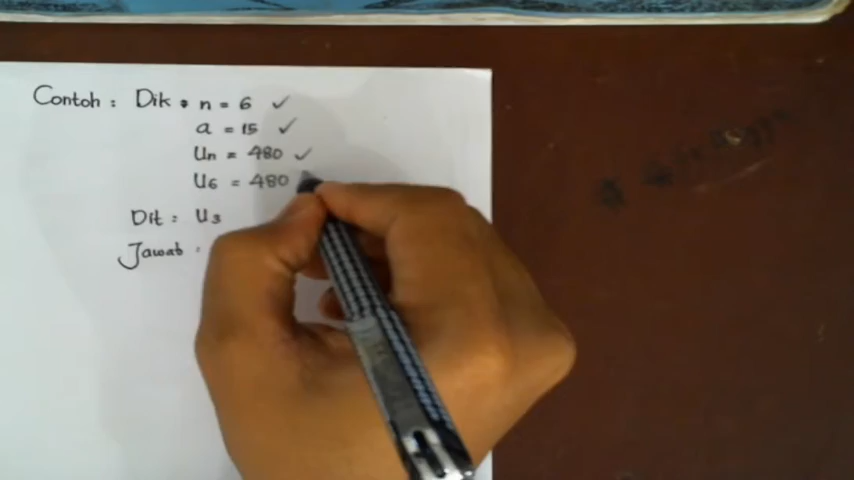 Contoh : Dik : n = 6 ✓
a = 15 ✓
Un = 480 ✓
U6 = 480
Dit : U3
Jawab :